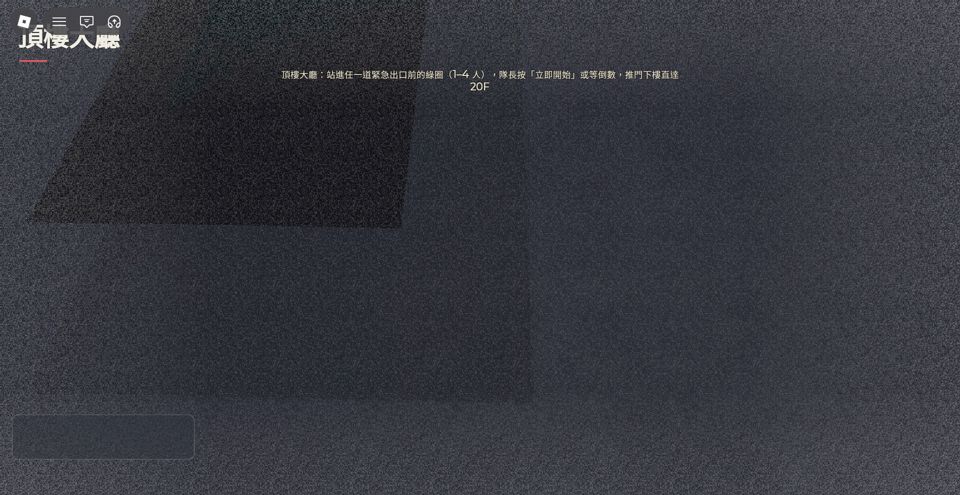 頂樓大廳
頂樓大廳：站進任一道緊急出口前的綠圈（1–4 人），隊長按「立即開始」或等倒數，推門下樓直達
20F